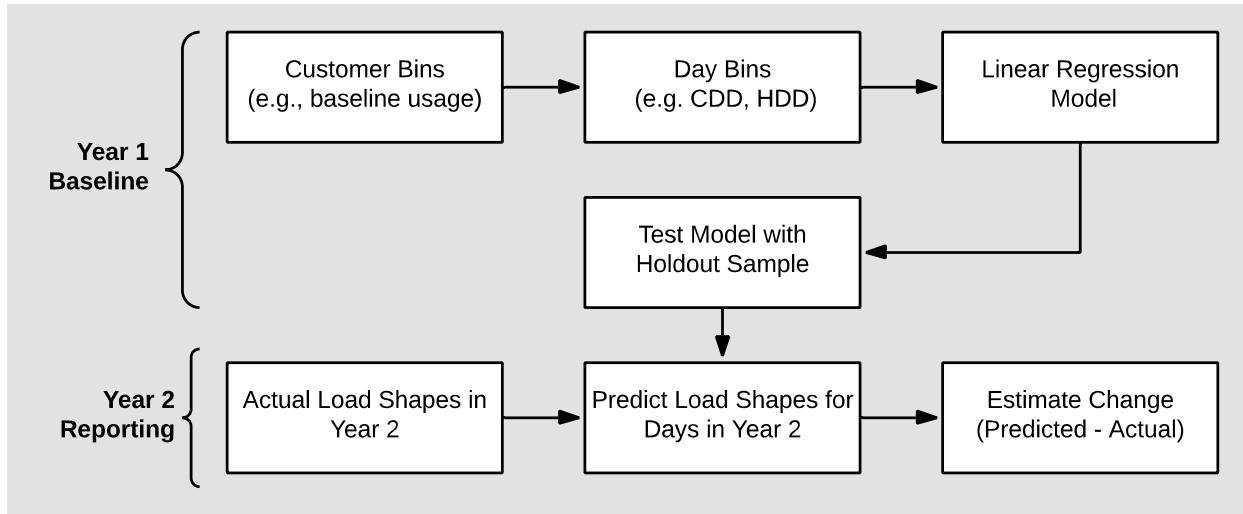 Customer Bins
(e.g., baseline usage)
Day Bins
(e.g. CDD, HDD)
Linear Regression
Model
Year 1
Baseline
Test Model with
Holdout Sample
Year 2
Reporting
Actual Load Shapes in
Year 2
Predict Load Shapes for
Days in Year 2
Estimate Change
(Predicted - Actual)